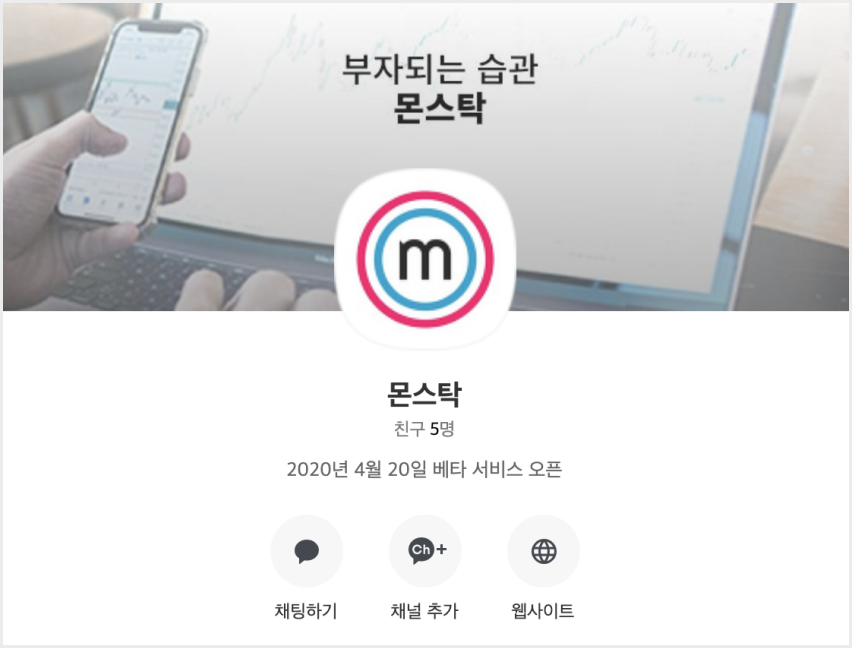 부자되는 습관
몬스탁
m
몬스탁
친구 5명
2020년 4월 20일 베타 서비스 오픈
Ch+
채팅하기
채널 추가
웹사이트